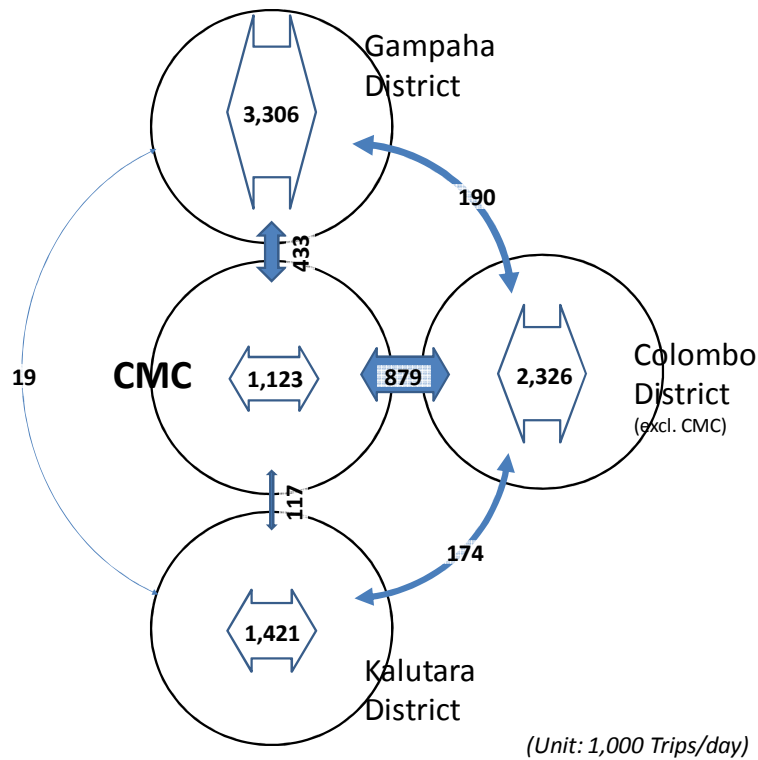 Gampaha
District
3,306
190
433
19
CMC
1,123
879
2,326
Colombo
District
(excl. CMC)
117
174
1,421
Kalutara
District
(Unit: 1,000 Trips/day)